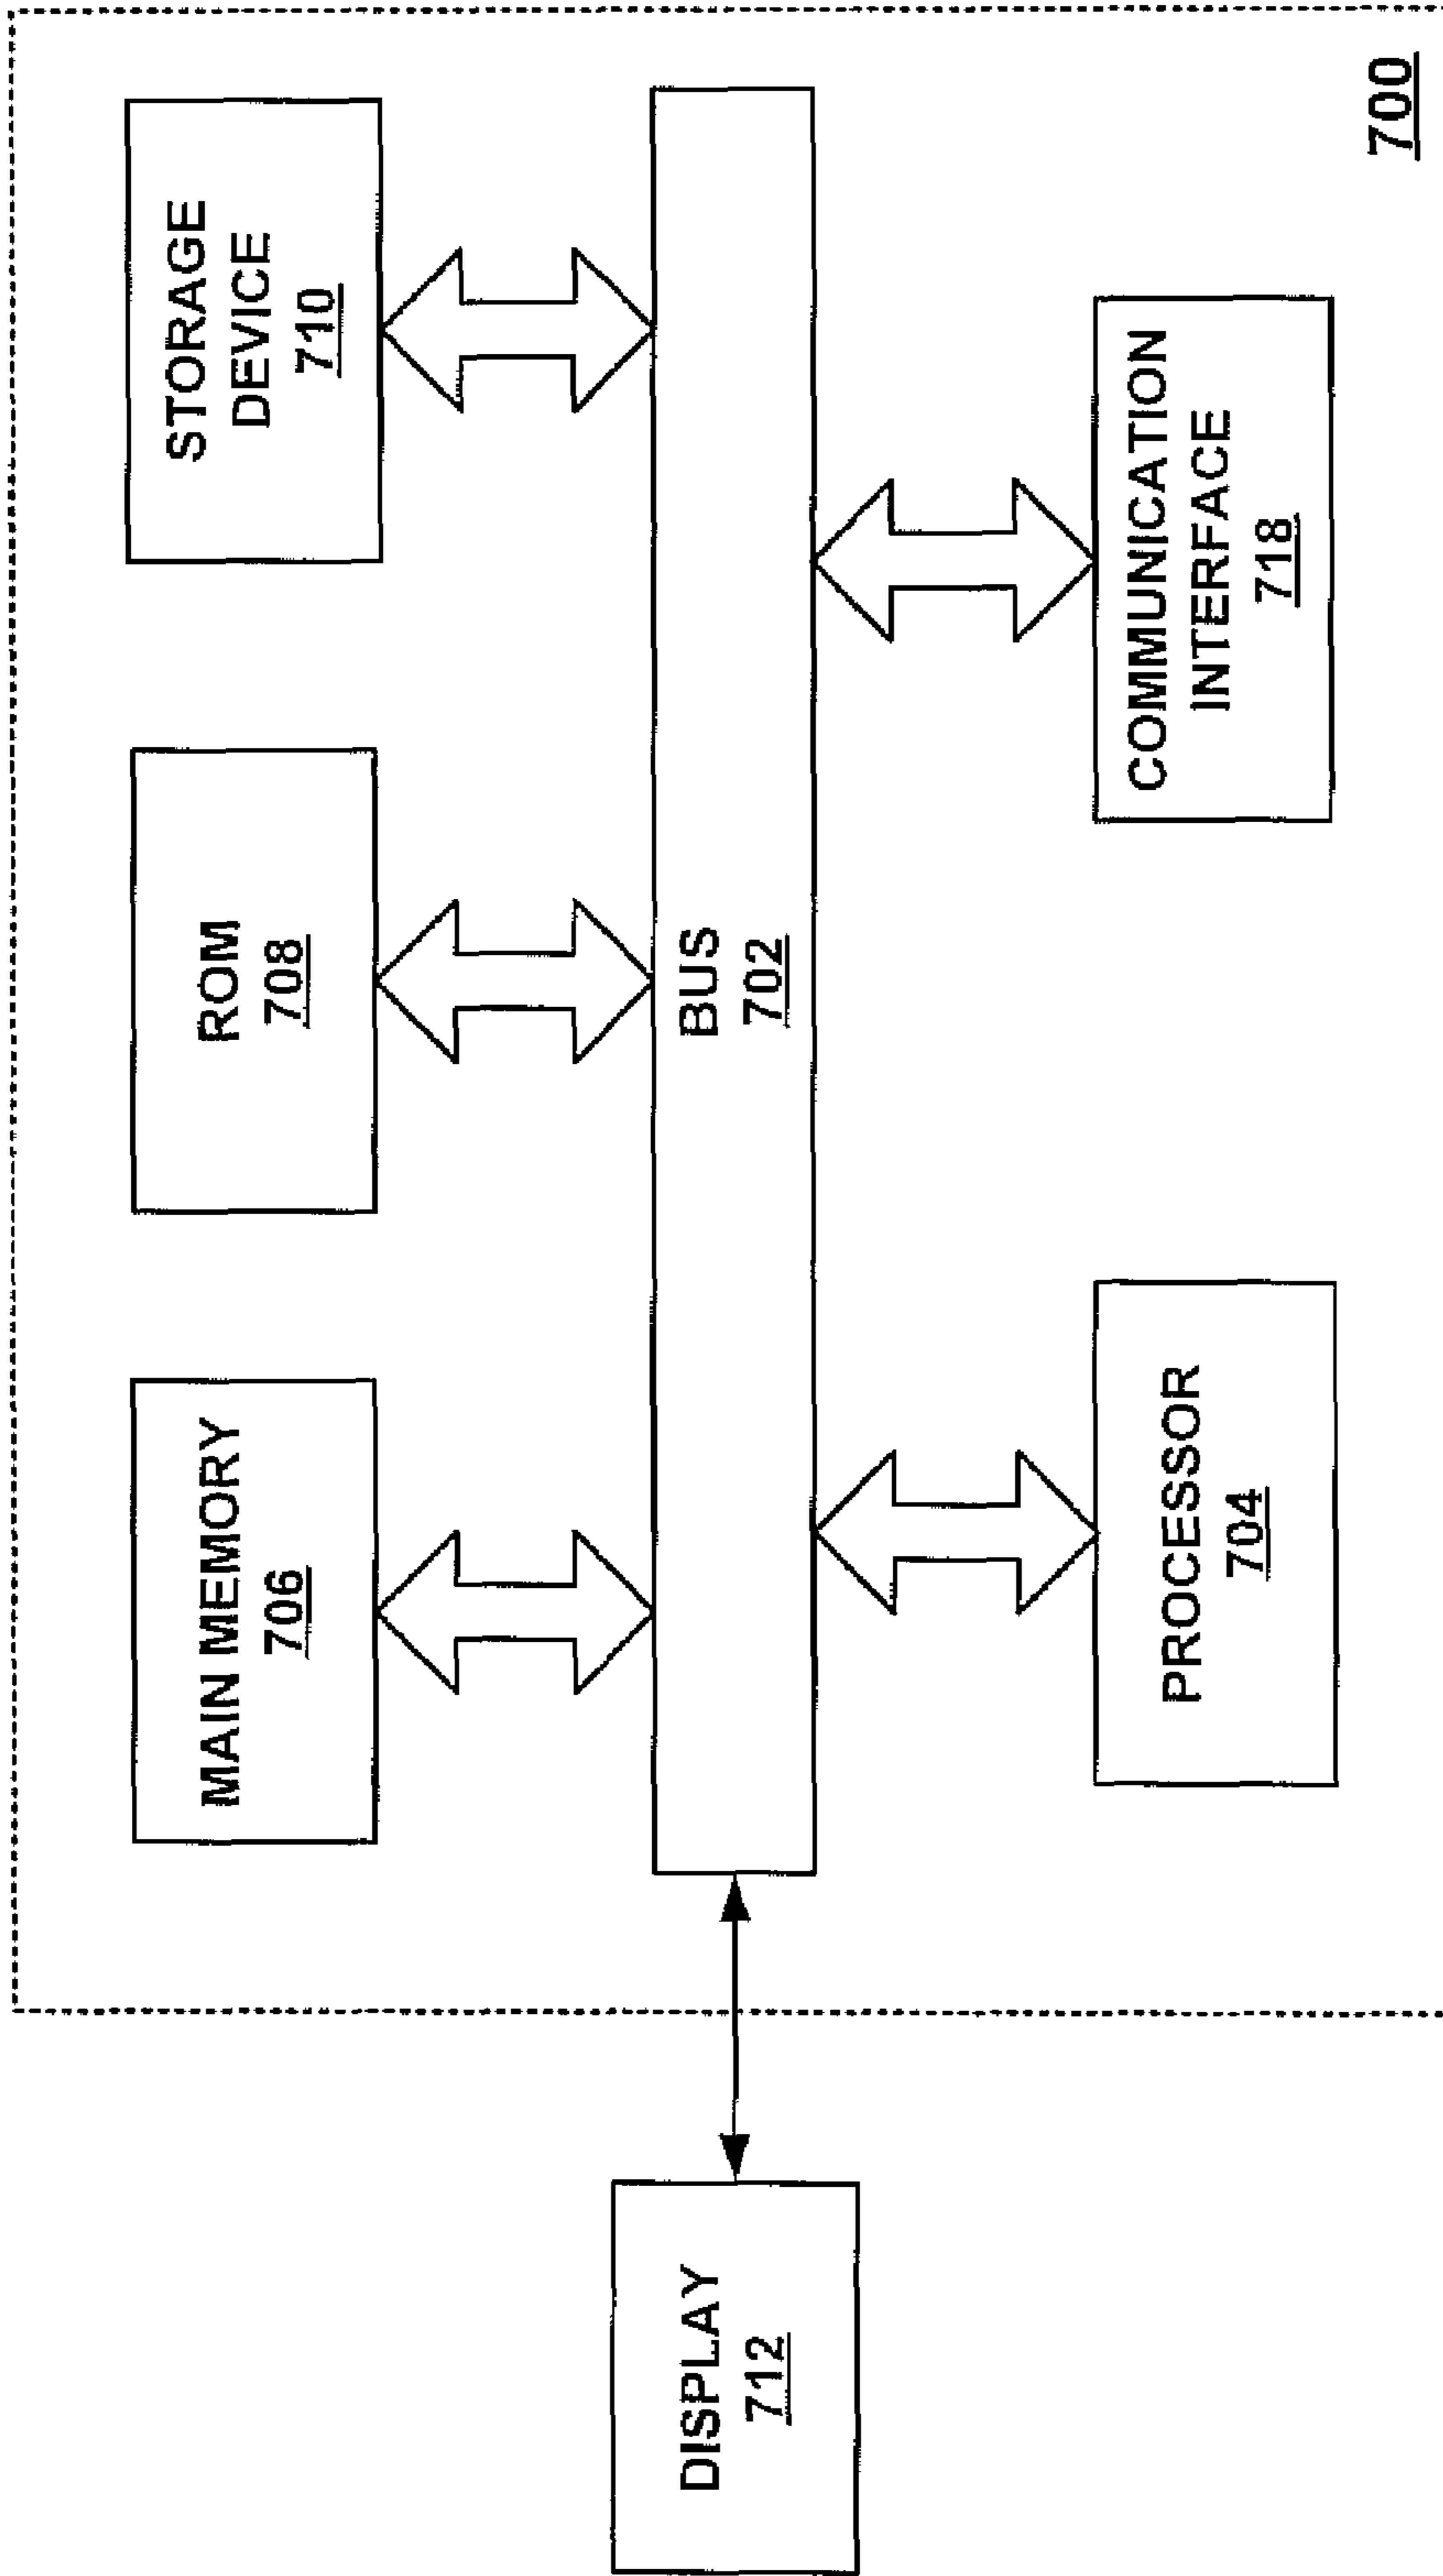 MAIN MEMORY
706
ROM
708
STORAGE
DEVICE
710
DISPLAY
712
BUS
702
PROCESSOR
704
COMMUNICATION
INTERFACE
718
700